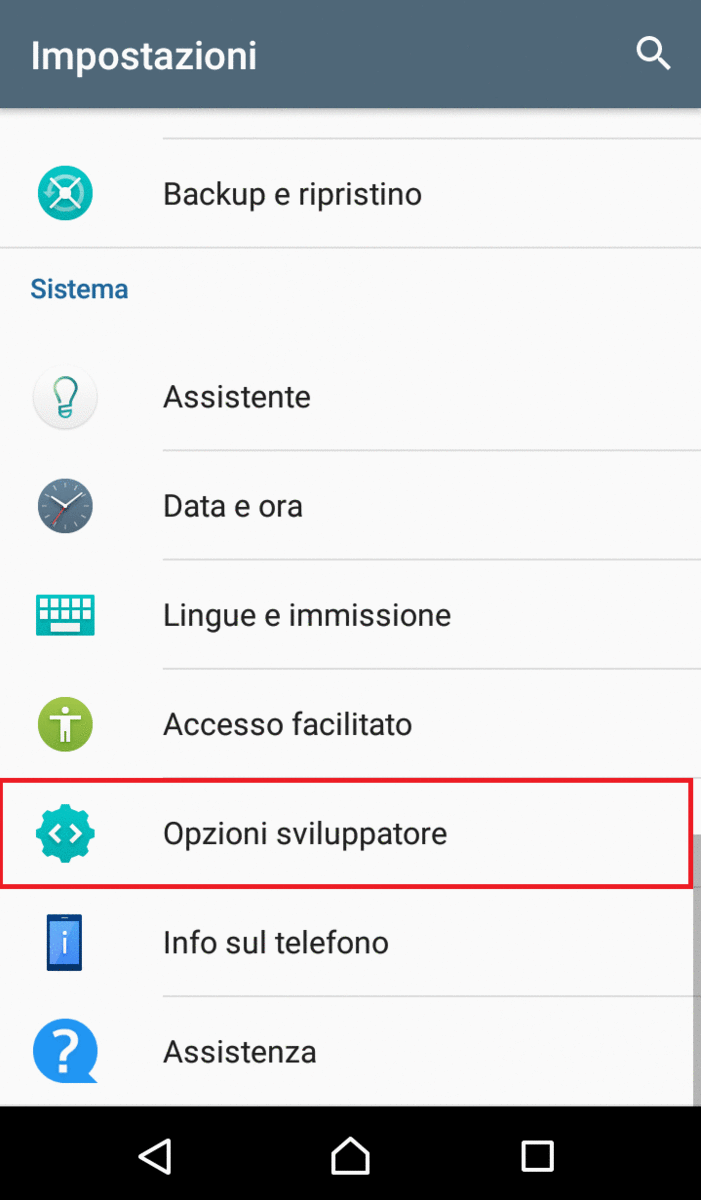 Impostazioni
Backup e ripristino
Sistema
Assistente
Data e ora
Lingue e immissione
Accesso facilitato
Opzioni sviluppatore
Info sul telefono
Assistenza